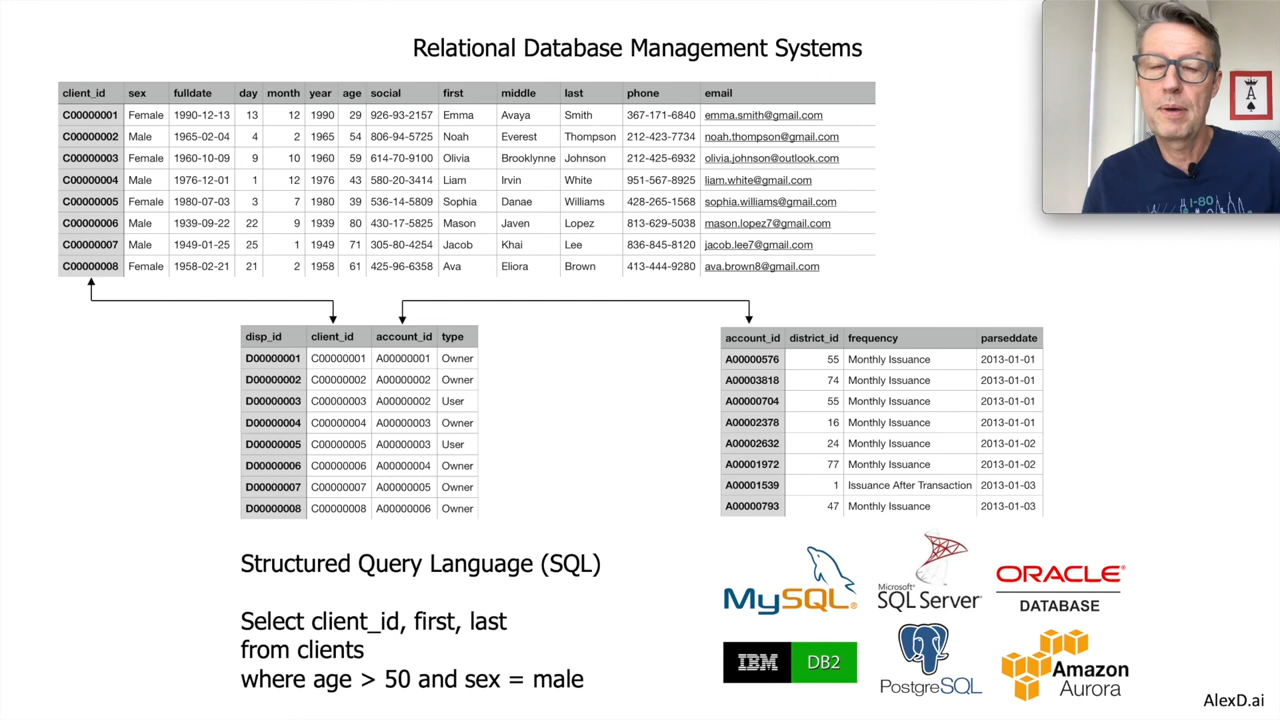 Relational Database Management Systems
A
client_id sex fulldate day month year age social first middle last phone email
C00000001 Female 1990-12-13 13 12 1990 29 926-93-2157 Emma Avaya Smith 367-171-6840 emma.smith@gmail.com
C00000002 Male 1965-02-04 4 2 1965 54 806-94-5725 Noah Everest Thompson 212-423-7734 noah.thompson@gmail.com
C00000003 Female 1960-10-09 9 10 1960 59 614-70-9100 Olivia Brooklynne Johnson 212-425-6932 olivia.johnson@outlook.com
C00000004 Male 1976-12-01 1 12 1976 43 580-20-3414 Liam Irvin White 951-567-8925 liam.white@gmail.com
C00000005 Female 1980-07-03 3 7 1980 39 536-14-5809 Sophia Danae Williams 428-265-1568 sophia.williams@gmail.com
I-80
C00000006 Male 1939-09-22 22 9 1939 80 430-17-5825 Mason Javen Lopez 813-629-5038 mason.lopez7@gmail.com
C00000007 Male 1949-01-25 25 1 1949 71 305-80-4254 Jacob Khai Lee 836-845-8120 jacob.lee7@gmail.com
C00000008 Female 1958-02-21 21 2 1958 61 425-96-6358 Ava Eliora Brown 413-444-9280 ava.brown8@gmail.com
disp_id client_id account_id type
D00000001 C00000001 A00000001 Owner
D00000002 C00000002 A00000002 Owner
D00000003 C00000003 A00000002 User
D00000004 C00000004 A00000003 Owner
D00000005 C00000005 A00000003 User
D00000006 C00000006 A00000004 Owner
D00000007 C00000007 A00000005 Owner
D00000008 C00000008 A00000006 Owner
account_id district_id frequency parseddate
A00000576 55 Monthly Issuance 2013-01-01
A00003818 74 Monthly Issuance 2013-01-01
A00000704 55 Monthly Issuance 2013-01-01
A00002378 16 Monthly Issuance 2013-01-01
A00002632 24 Monthly Issuance 2013-01-02
A00001972 77 Monthly Issuance 2013-01-02
A00001539 1 Issuance After Transaction 2013-01-03
A00000793 47 Monthly Issuance 2013-01-03
Structured Query Language (SQL)
Select client_id, first, last
from clients
where age > 50 and sex = male
MySQL®
Microsoft®
SQL Server®
ORACLE®
DATABASE
IBM DB2
PostgreSQL
Amazon
Aurora
AlexD.ai